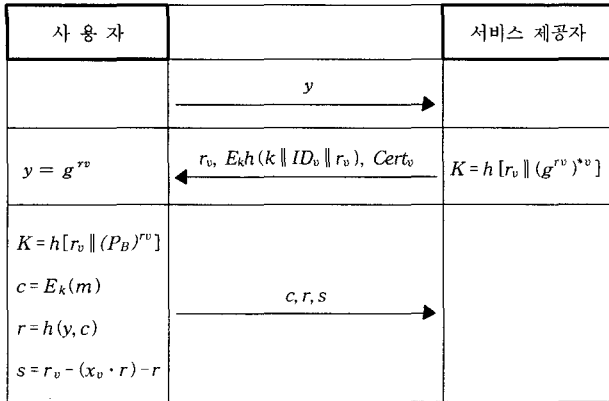 사 용 자
서비스 제공자
y
y = g^{r_v}
r_v, E_k h(k ∥ ID_v ∥ r_v), Cert_v
K = h[r_v ∥ (g^{r_v})^{*v}]
K = h[r_v ∥ (P_B)^{r_v}]
c = E_k(m)
r = h(y, c)
s = r_v − (x_v · r) − r
c, r, s